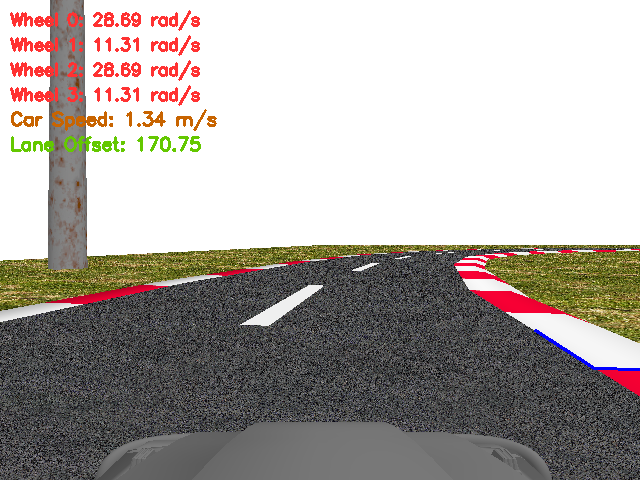 Wheel 0: 28.69 rad/s
Wheel 1: 11.31 rad/s
Wheel 2: 28.69 rad/s
Wheel 3: 11.31 rad/s
Car Speed: 1.34 m/s
Lane Offset: 170.75